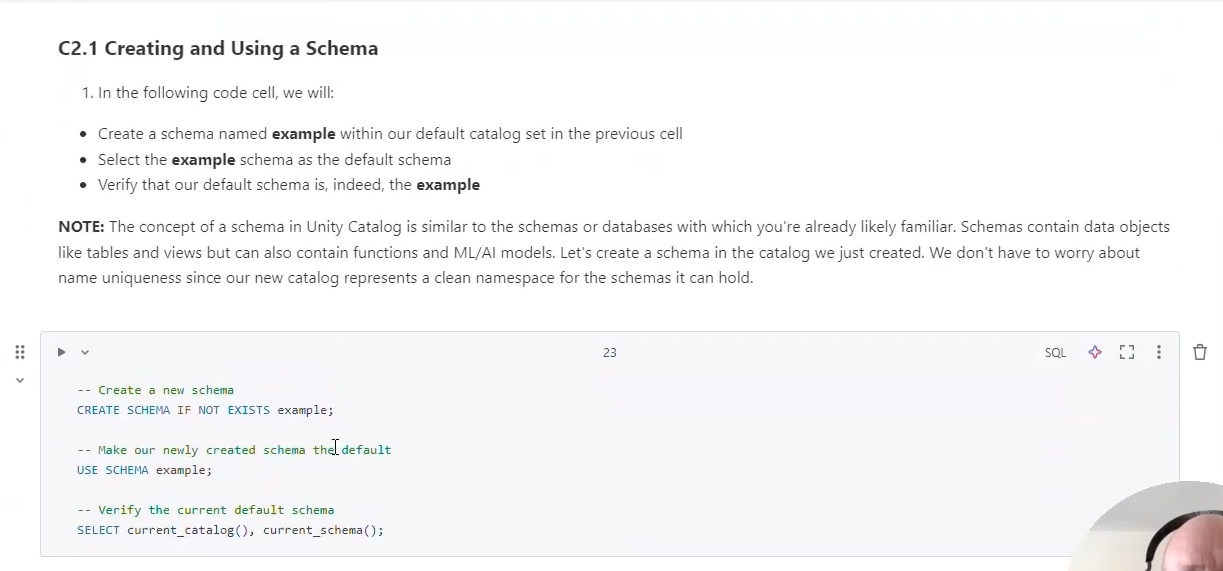 C2.1 Creating and Using a Schema
1. In the following code cell, we will:
• Create a schema named example within our default catalog set in the previous cell
• Select the example schema as the default schema
• Verify that our default schema is, indeed, the example
NOTE: The concept of a schema in Unity Catalog is similar to the schemas or databases with which you're already likely familiar. Schemas contain data objects
like tables and views but can also contain functions and ML/AI models. Let's create a schema in the catalog we just created. We don't have to worry about
name uniqueness since our new catalog represents a clean namespace for the schemas it can hold.
23
SQL
-- Create a new schema
CREATE SCHEMA IF NOT EXISTS example;
-- Make our newly created schema the default
USE SCHEMA example;
-- Verify the current default schema
SELECT current_catalog(), current_schema();